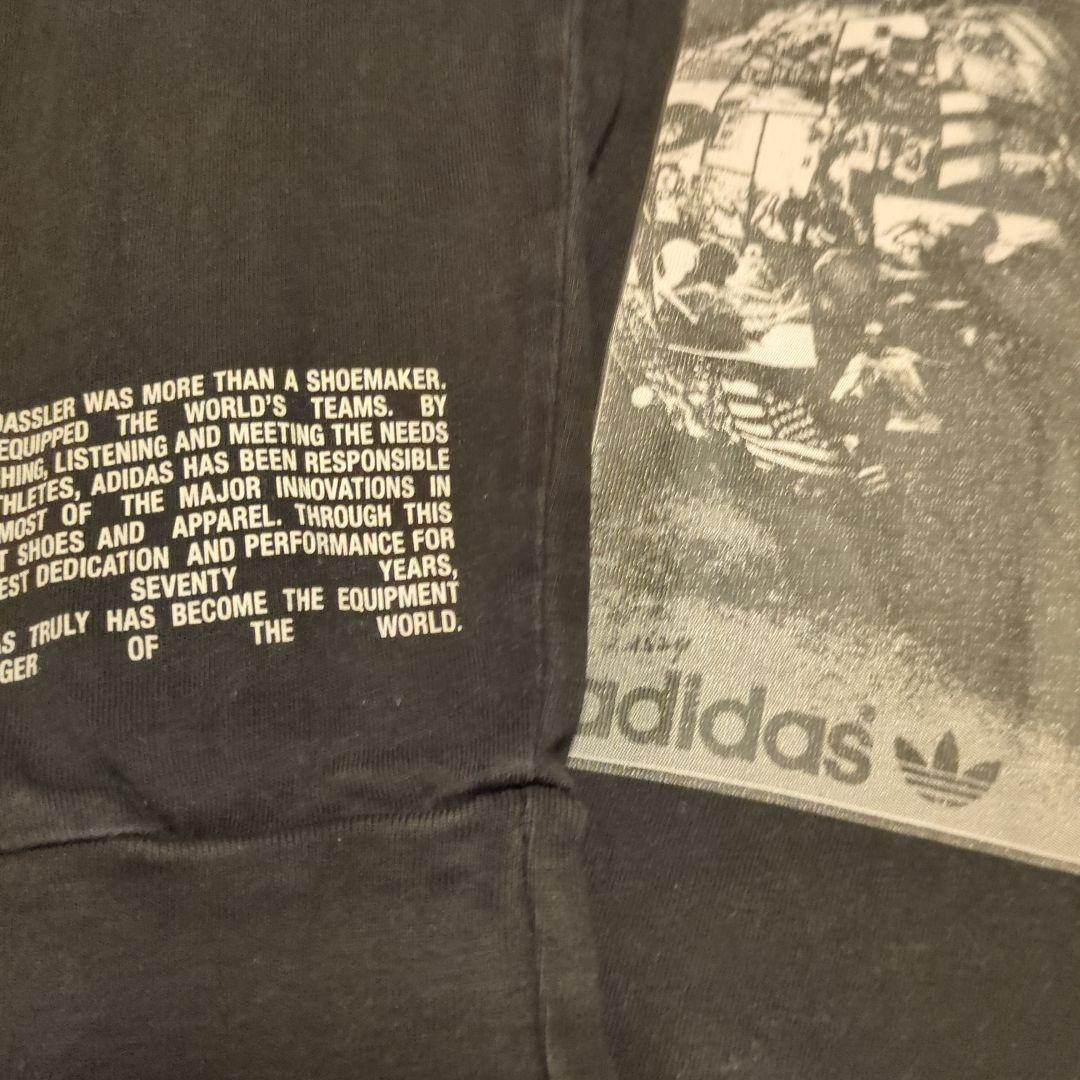 DASSLER WAS MORE THAN A SHOEMAKER.
EQUIPPED THE WORLD'S TEAMS. BY
HING, LISTENING AND MEETING THE NEEDS
THLETES, ADIDAS HAS BEEN RESPONSIBLE
MOST OF THE MAJOR INNOVATIONS IN
T SHOES AND APPAREL. THROUGH THIS
EST DEDICATION AND PERFORMANCE FOR
SEVENTY YEARS,
AS TRULY HAS BECOME THE EQUIPMENT
GER OF THE WORLD.
adidas